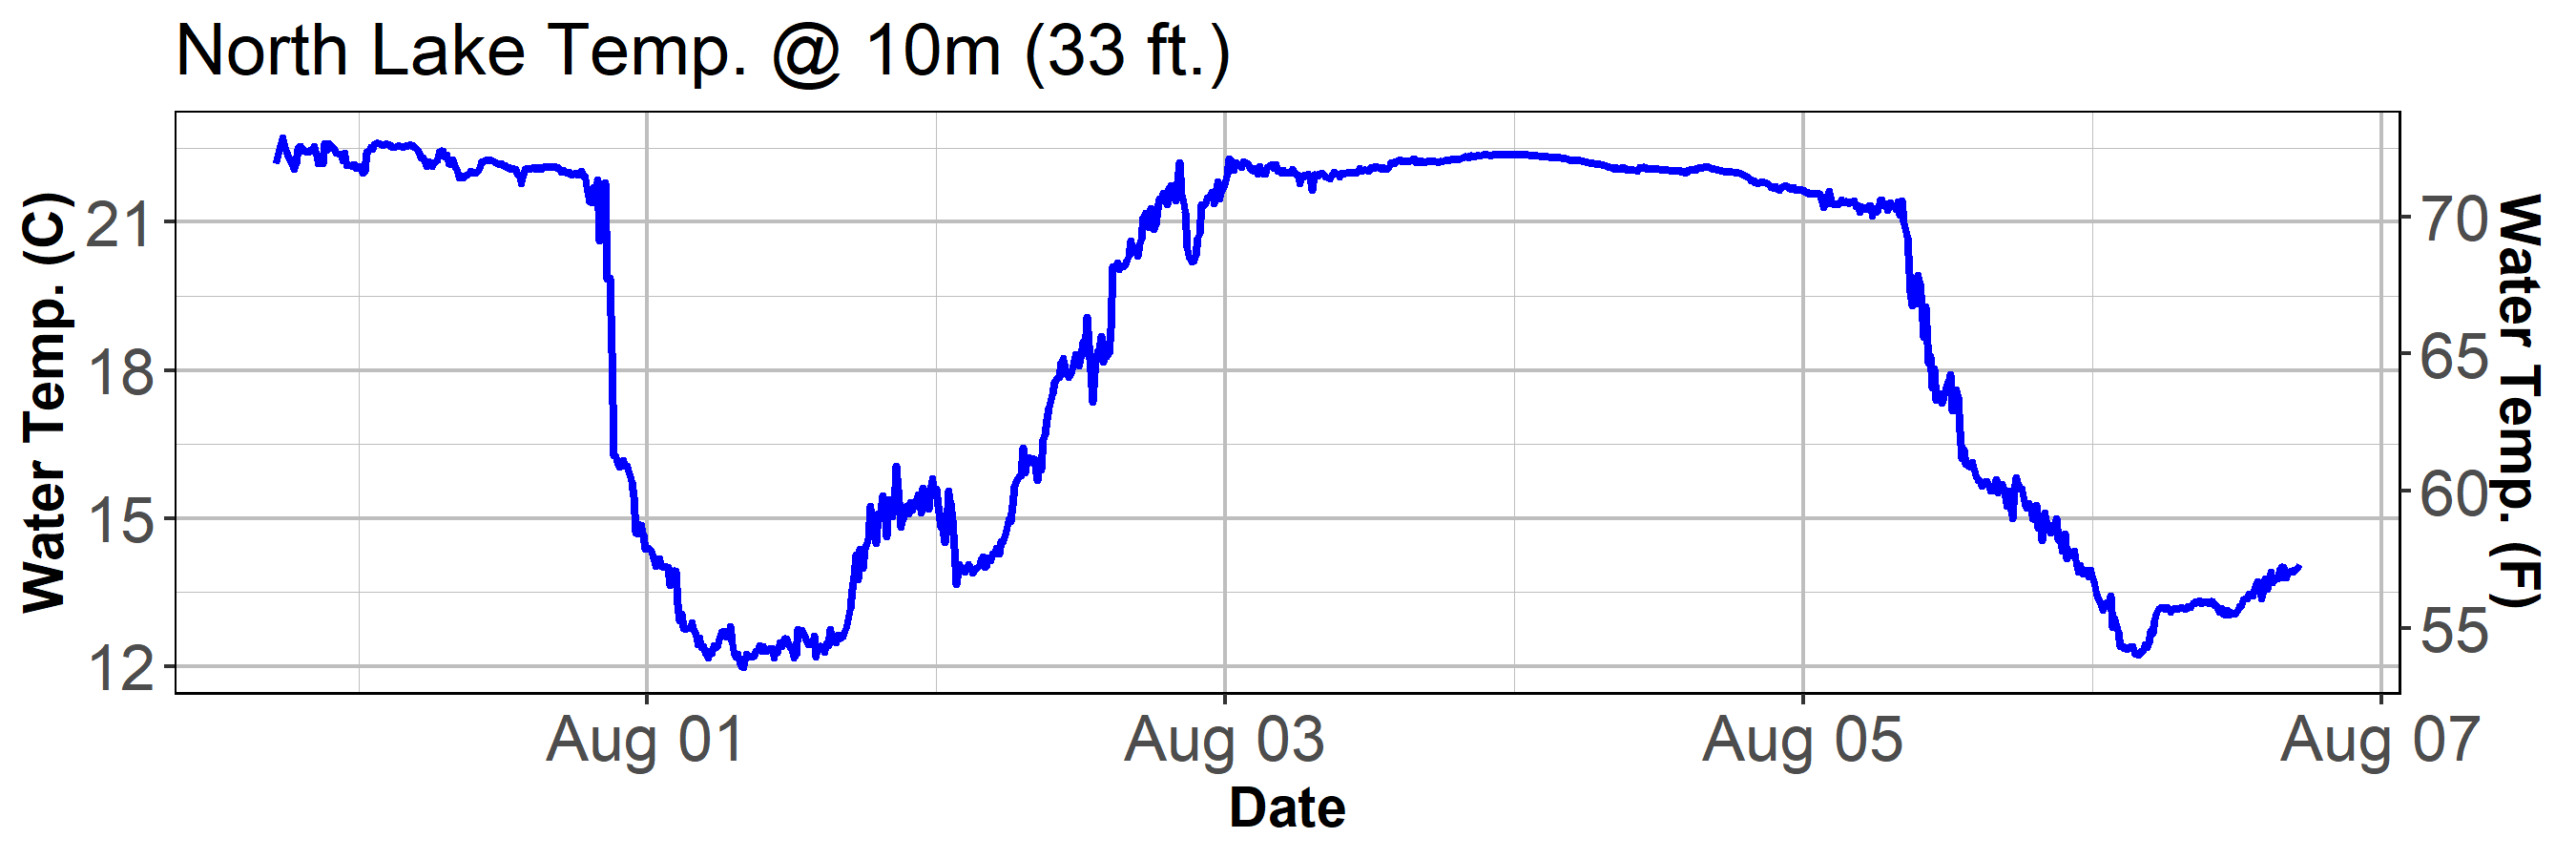 North Lake Temp. @ 10m (33 ft.)
Water Temp. (C)
21
18
15
12
70
65
60
55
Water Temp. (F)
Aug 01
Aug 03
Aug 05
Aug 07
Date